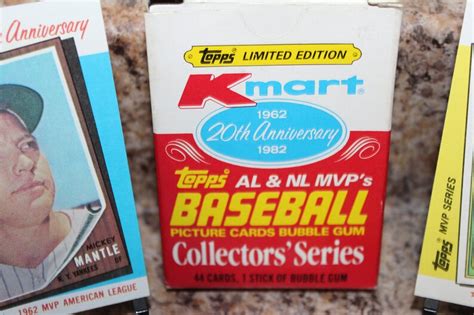 Anniversary
MICKEY
MANTLE
OF
N. Y. YANKEES
1962 MVP AMERICAN LEAGUE
Topps LIMITED EDITION
Kmart
1962
20th Anniversary
1982
Topps AL & NL MVP's
BASEBALL
PICTURE CARDS BUBBLE GUM
Collectors' Series
44 CARDS, 1 STICK OF BUBBLE GUM
Topps MVP SERIES